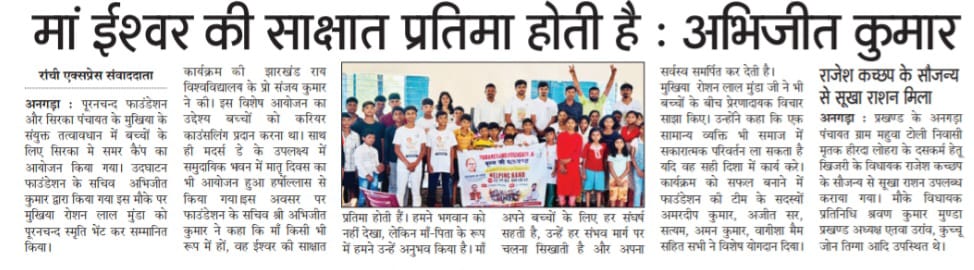 मां ईश्वर की साक्षात प्रतिमा होती है : अभिजीत कुमार
रांची एक्सप्रेस संवाददाता
अनगड़ा : पूरनचन्द फाउंडेशन
और सिरका पंचायत के मुखिया के
संयुक्त तत्वावधान में बच्चों के
लिए सिरका मे समर कैंप का
आयोजन किया गया। उदघाटन
फाउंडेशन के सचिव अभिजीत
कुमार द्वारा किया गया इस मौके पर
मुखिया रोशन लाल मुंडा को
पूरनचन्द स्मृति भेंट कर सम्मानित
किया।
कार्यक्रम की झारखंड राय
विश्वविद्यालय के प्रो संजय कुमार
ने की। इस विशेष आयोजन का
उद्देश्य बच्चों को करियर
काउंसलिंग प्रदान करना था। साथ
ही मदर्स डे के उपलक्ष्य में
समुदायिक भवन में मातृ दिवस का
भी आयोजन हुआ हर्षोल्लास से
किया गया।इस अवसर पर
फाउंडेशन के सचिव श्री अभिजीत
कुमार ने कहा कि मां किसी भी
रूप में हों, वह ईश्वर की साक्षात
HELPING HAND
प्रतिमा होती हैं। हमने भगवान को
नहीं देखा, लेकिन माँ-पिता के रूप
में हमने उन्हें अनुभव किया है। माँ
अपने बच्चों के लिए हर संघर्ष
सहती है, उन्हें हर संभव मार्ग पर
चलना सिखाती है और अपना
सर्वस्व समर्पित कर देती है।
मुखिया रोशन लाल मुंडा जी ने भी
बच्चों के बीच प्रेरणादायक विचार
साझा किए। उन्होंने कहा कि एक
सामान्य व्यक्ति भी समाज में
सकारात्मक परिवर्तन ला सकता है
यदि वह सही दिशा में कार्य करे।
कार्यक्रम को सफल बनाने में
फाउंडेशन की टीम के सदस्यों
अमरदीप कुमार, अजीत सर,
सत्यम, अमन कुमार, वागीशा मैम
सहित सभी ने विशेष योगदान दिया।
राजेश कच्छप के सौजन्य
से सूखा राशन मिला
अनगड़ा : प्रखण्ड के अनगड़ा
पंचायत ग्राम महुवा टोली निवासी
मृतक हीरदा लोहरा के दसकर्म हेतु
खिजरी के विधायक राजेश कच्छप
के सौजन्य से सूखा राशन उपलब्ध
कराया गया। मौके विधायक
प्रतिनिधि श्रवण कुमार मुण्डा
प्रखण्ड अध्यक्ष एतवा उरांव, कुच्चू
जोन तिग्गा आदि उपस्थित थे।